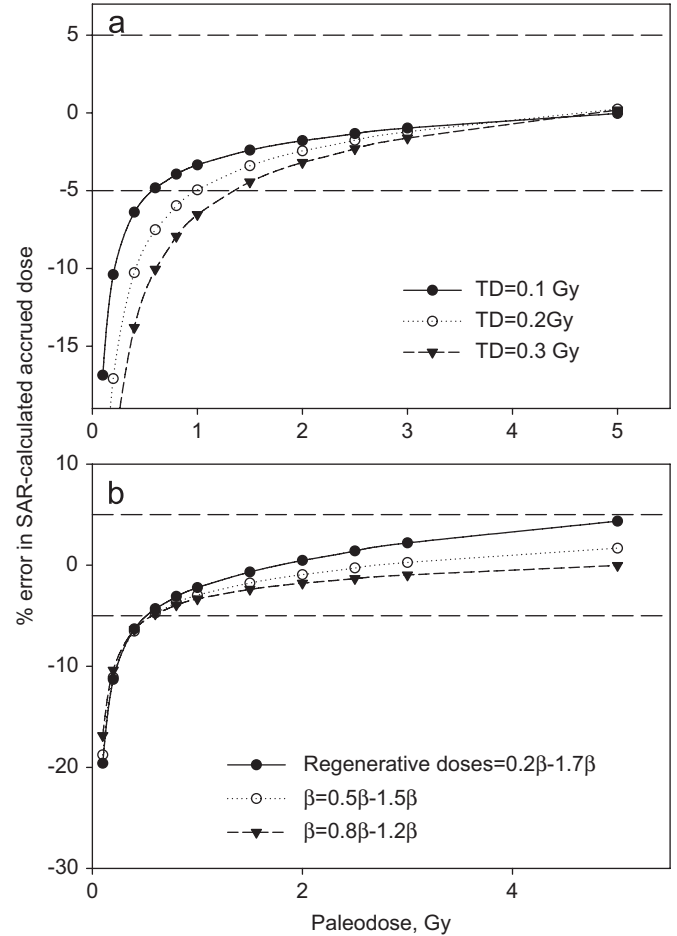 a
5
0
-5
-10
-15
TD=0.1 Gy
TD=0.2Gy
TD=0.3 Gy
0 1 2 3 4 5
% error in SAR-calculated accrued dose
b
10
0
-10
-20
-30
Regenerative doses=0.2β-1.7β
β=0.5β-1.5β
β=0.8β-1.2β
0 2 4
Paleodose, Gy